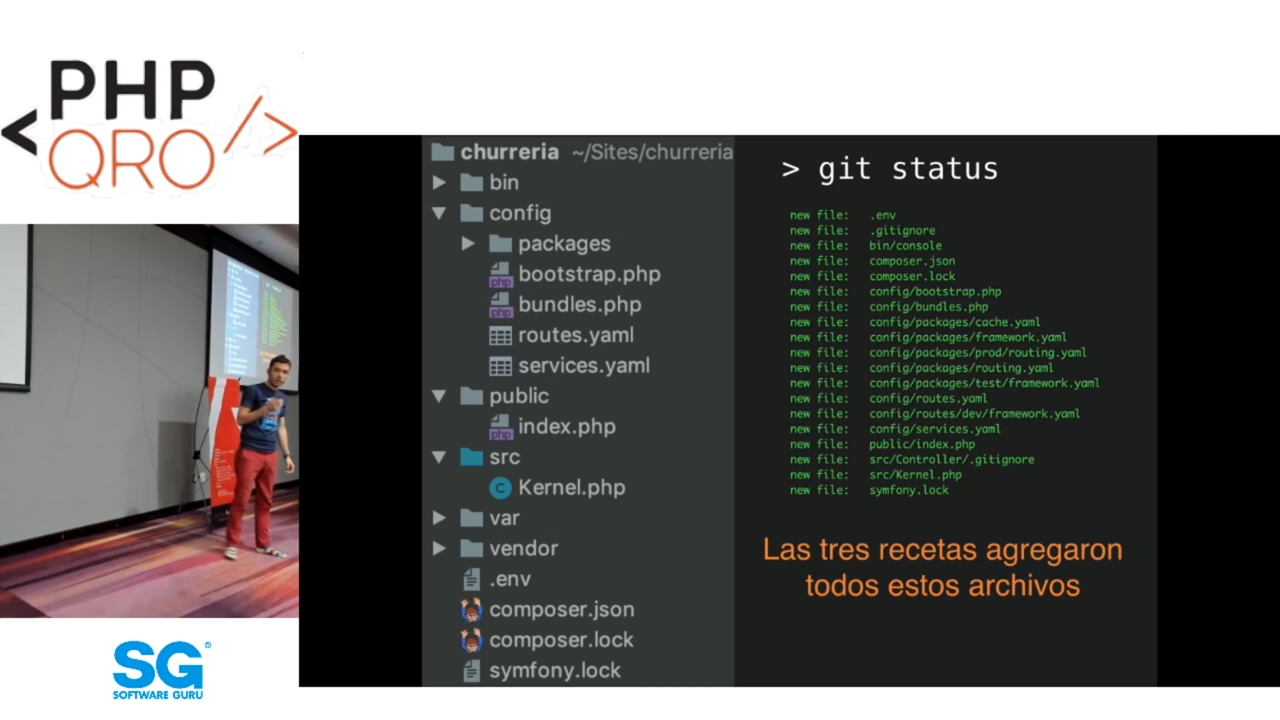 <PHP
QRO/>
SG®
SOFTWARE GURU
churreria ~/Sites/churreria
bin
config
packages
bootstrap.php
bundles.php
routes.yaml
services.yaml
public
index.php
src
Kernel.php
var
vendor
.env
composer.json
composer.lock
symfony.lock
> git status
new file: .env
new file: .gitignore
new file: bin/console
new file: composer.json
new file: composer.lock
new file: config/bootstrap.php
new file: config/bundles.php
new file: config/packages/cache.yaml
new file: config/packages/framework.yaml
new file: config/packages/prod/routing.yaml
new file: config/packages/routing.yaml
new file: config/packages/test/framework.yaml
new file: config/routes.yaml
new file: config/routes/dev/framework.yaml
new file: config/services.yaml
new file: public/index.php
new file: src/Controller/.gitignore
new file: src/Kernel.php
new file: symfony.lock
Las tres recetas agregaron
todos estos archivos